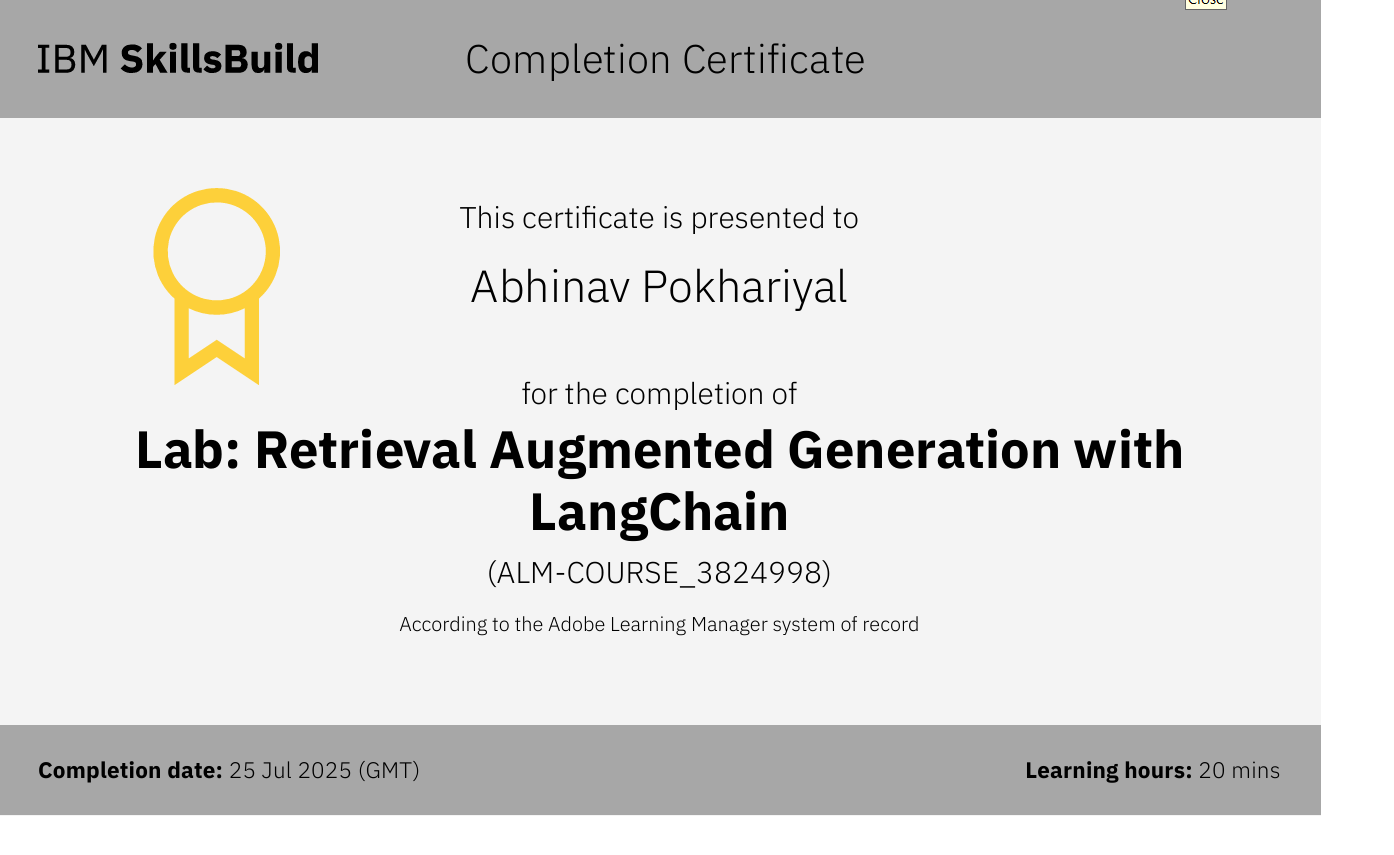 Close
IBM SkillsBuild
Completion Certificate
This certificate is presented to
Abhinav Pokhariyal
for the completion of
Lab: Retrieval Augmented Generation with
LangChain
(ALM-COURSE_3824998)
According to the Adobe Learning Manager system of record
Completion date: 25 Jul 2025 (GMT)
Learning hours: 20 mins